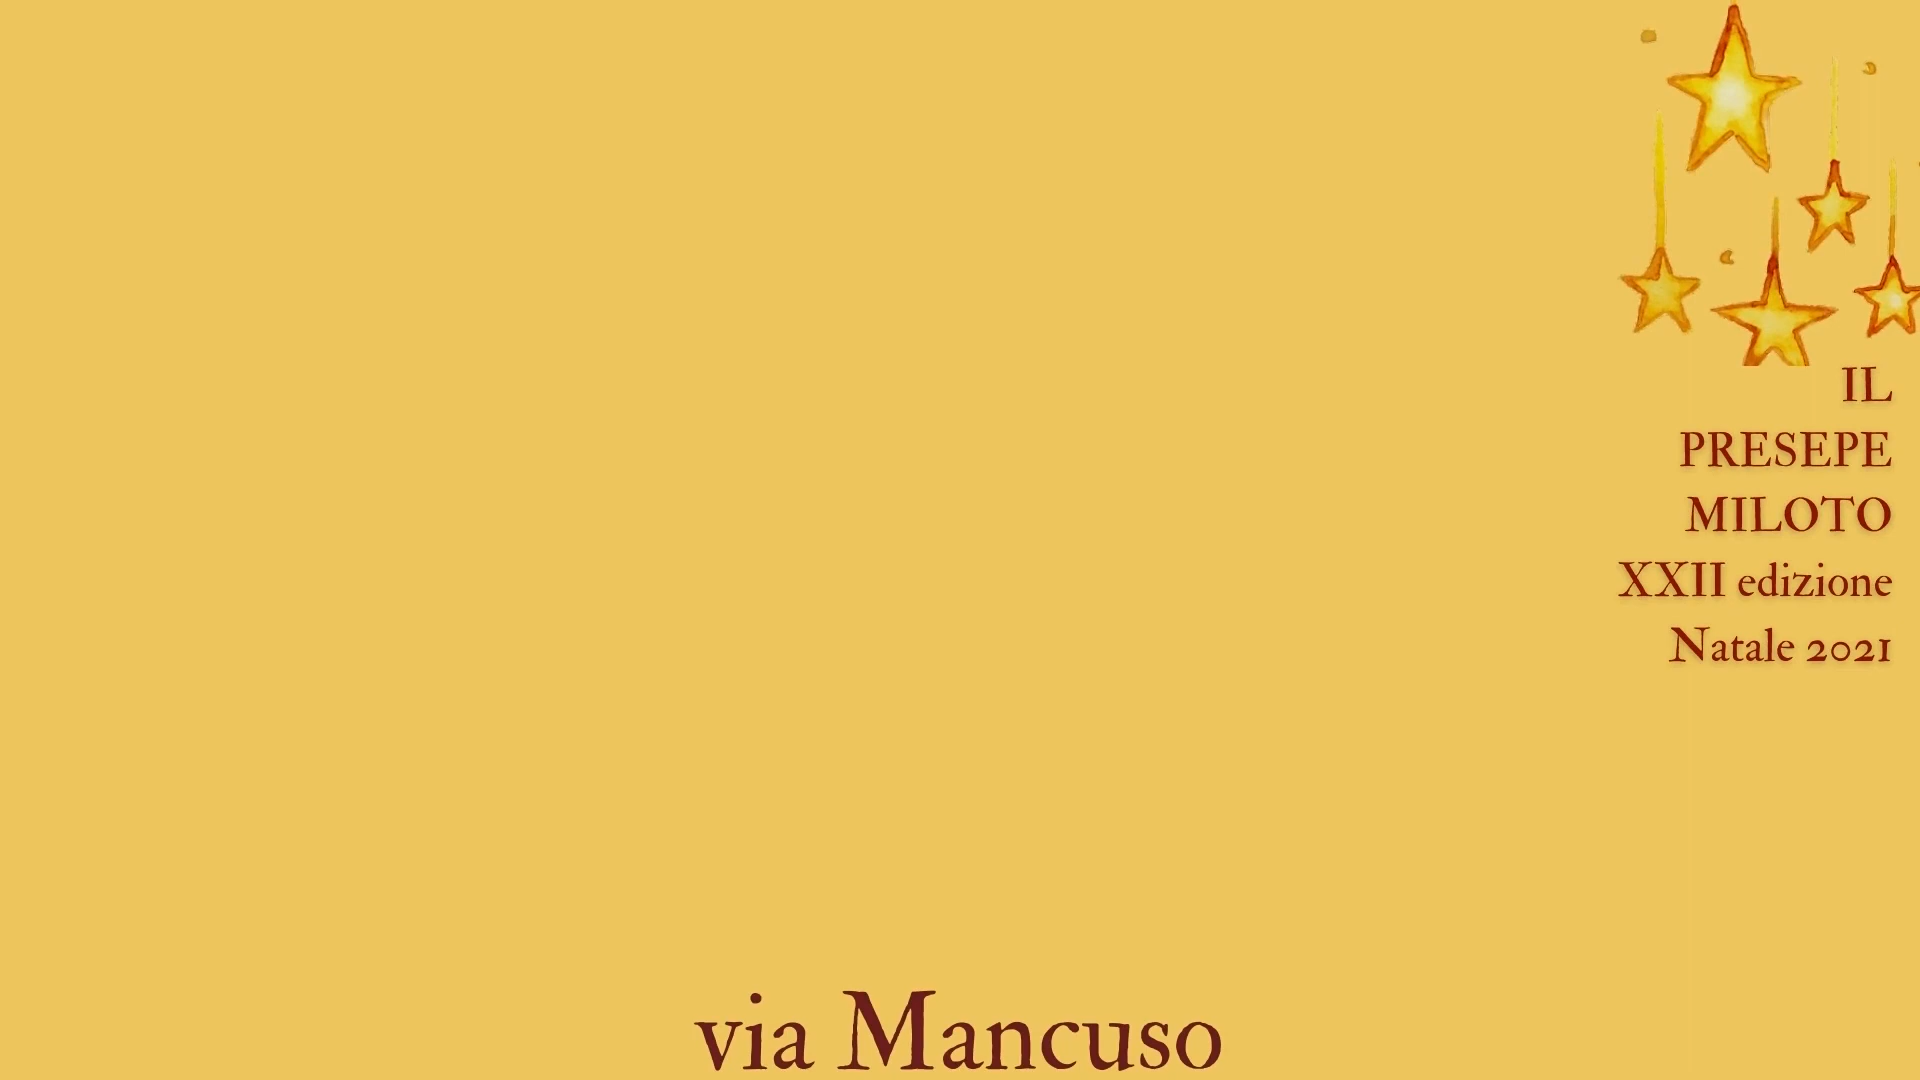 IL
PRESEPE
MILOTO
XXII edizione
Natale 2021
via Mancuso